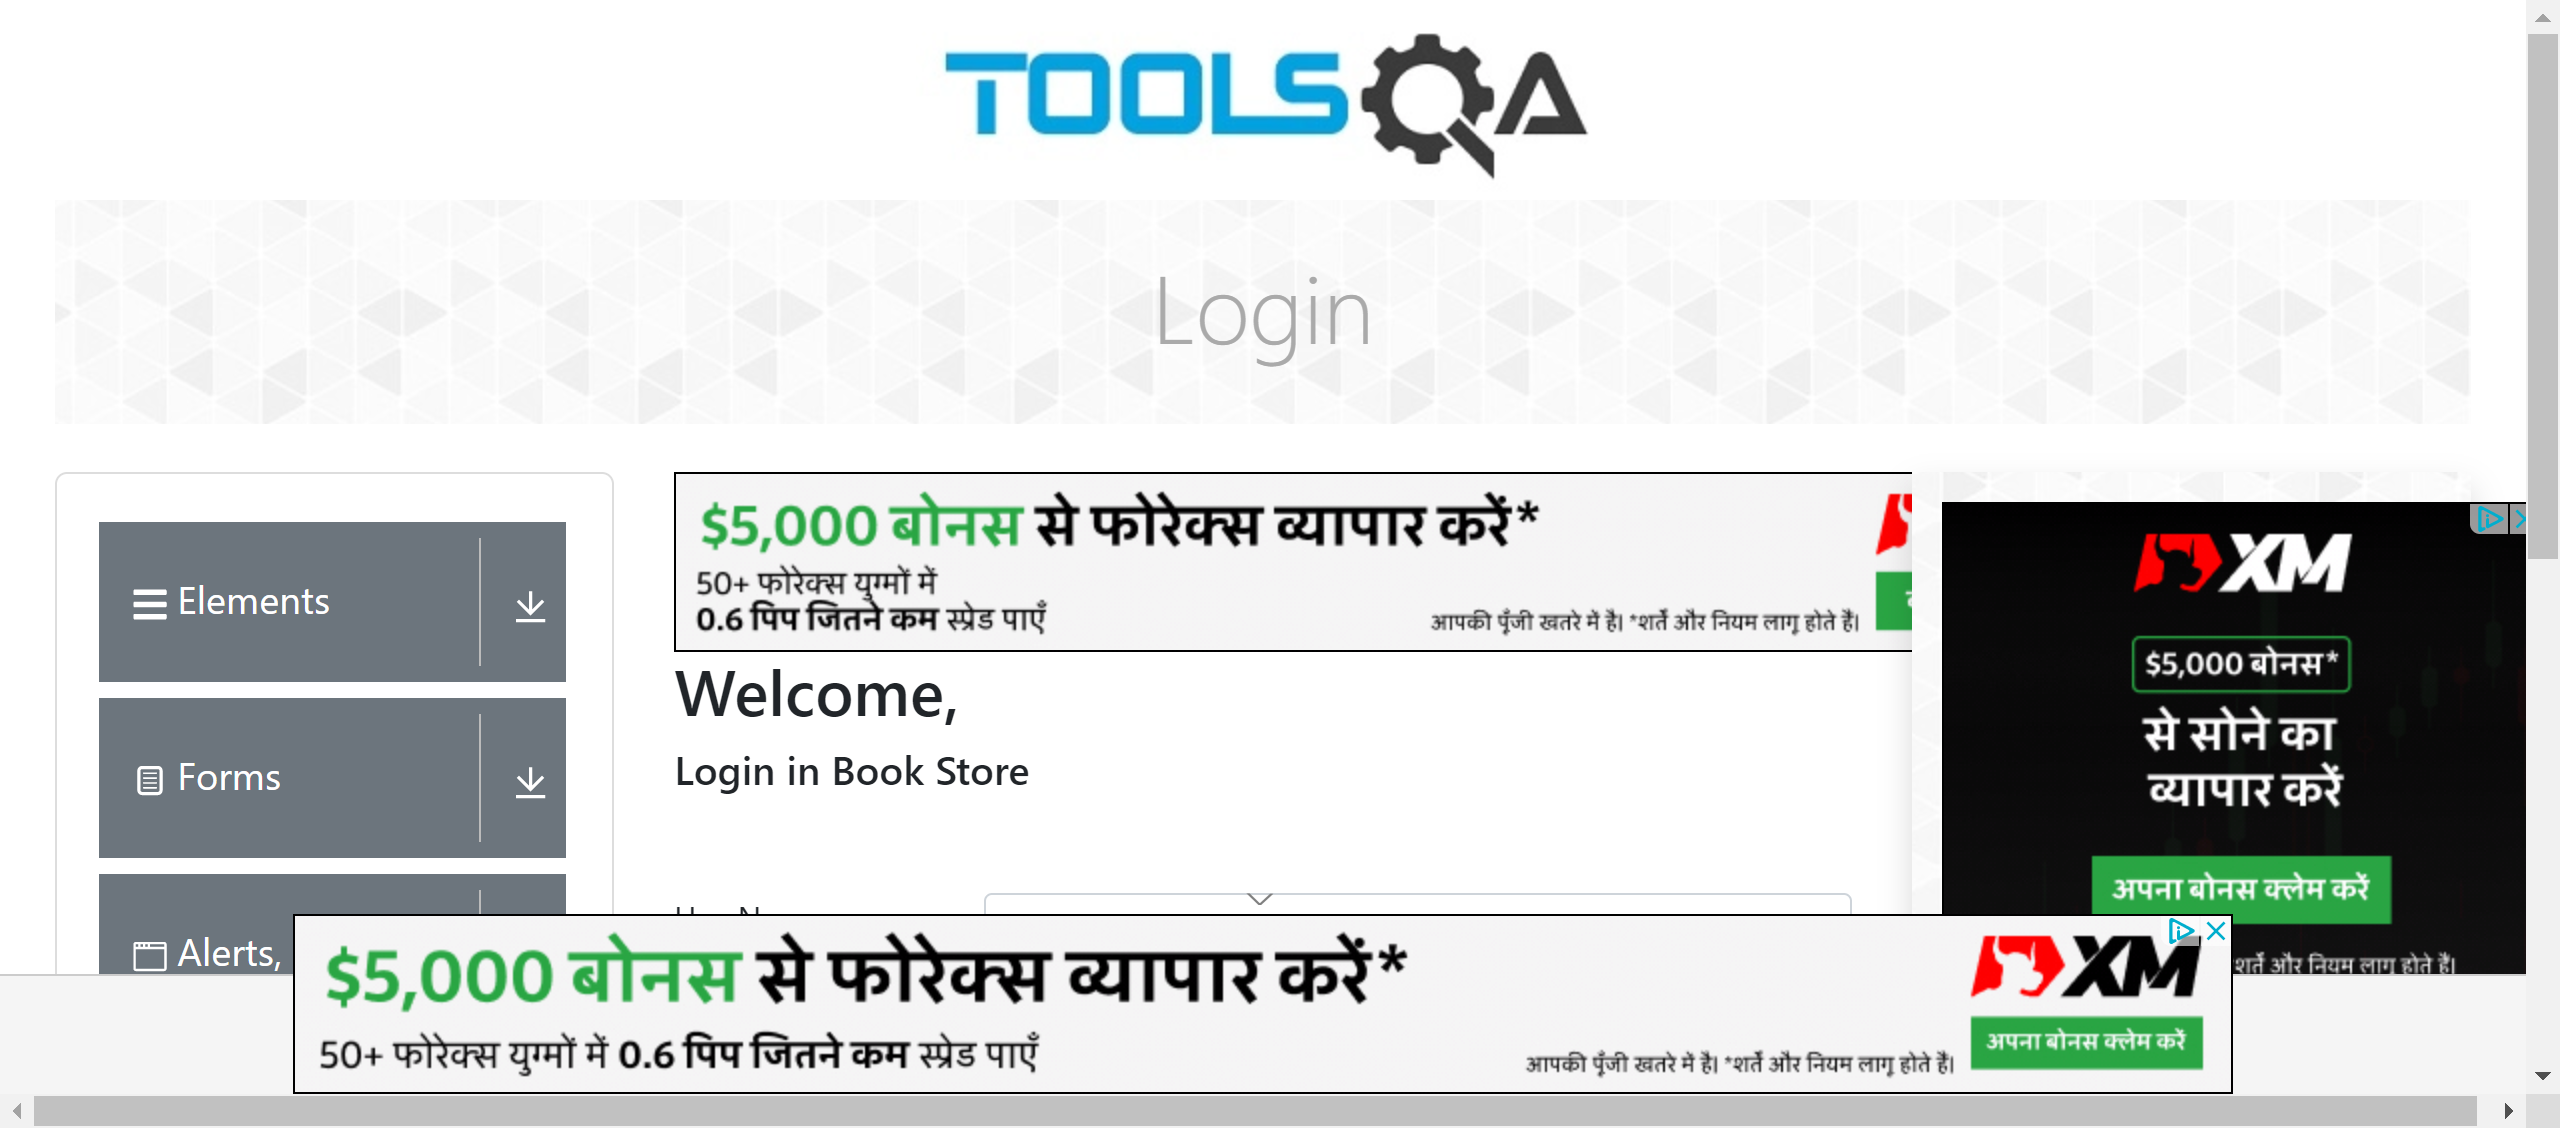 TOOLSQA
Login
Elements
Forms
Alerts,
$5,000 बोनस से फोरेक्स व्यापार करें*
50+ फोरेक्स युग्मों में
0.6 पिप जितने कम स्प्रेड पाएँ
आपकी पूँजी खतरे में है। *शर्तें और नियम लागू होते हैं।
Welcome,
Login in Book Store
XM
$5,000 बोनस*
से सोने का
व्यापार करें
अपना बोनस क्लेम करें
शर्तें और नियम लागू होते हैं।
$5,000 बोनस से फोरेक्स व्यापार करें*
50+ फोरेक्स युग्मों में 0.6 पिप जितने कम स्प्रेड पाएँ
आपकी पूँजी खतरे में है। *शर्तें और नियम लागू होते हैं।
XM
अपना बोनस क्लेम करें